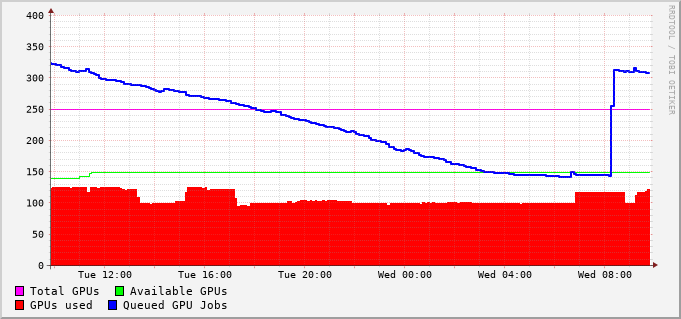 RRDTOOL / TOBI OETIKER
400
350
300
250
200
150
100
50
0
Tue 12:00 Tue 16:00 Tue 20:00 Wed 00:00 Wed 04:00 Wed 08:00
Total GPUs Available GPUs
GPUs used Queued GPU Jobs